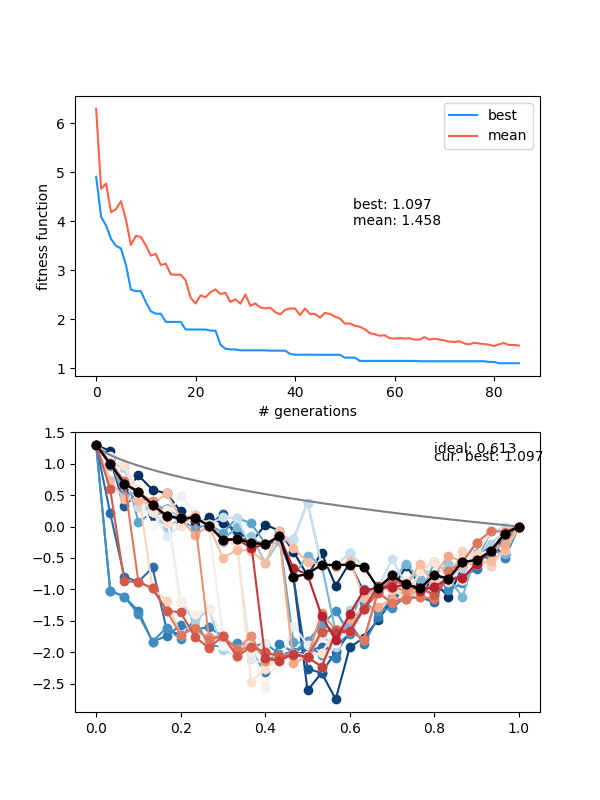 6
5
4
3
2
1
fitness function
best
mean
best: 1.097
mean: 1.458
0 20 40 60 80
# generations
1.5
1.0
0.5
0.0
−0.5
−1.0
−1.5
−2.0
−2.5
ideal: 0.613
cur. best: 1.097
0.0 0.2 0.4 0.6 0.8 1.0